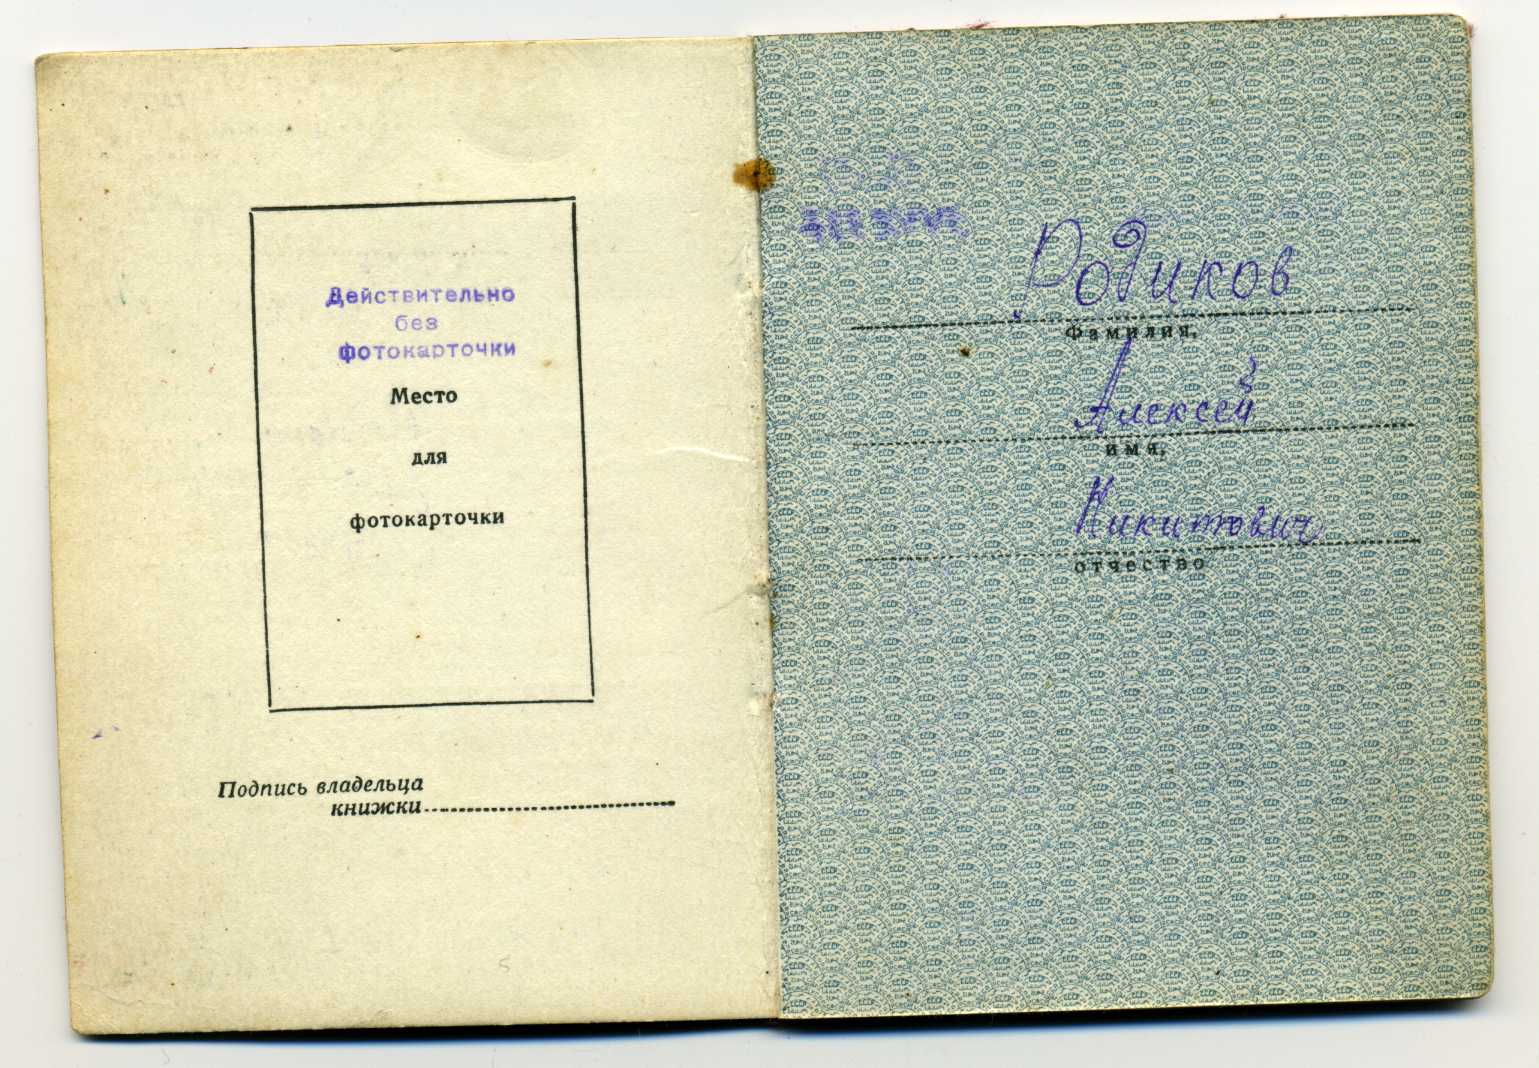 Действительно
без
фотокарточки
Место
для
фотокарточки
Подпись владельца
книжки
Родиков
фамилия,
Алексей
имя,
Никитович
отчество